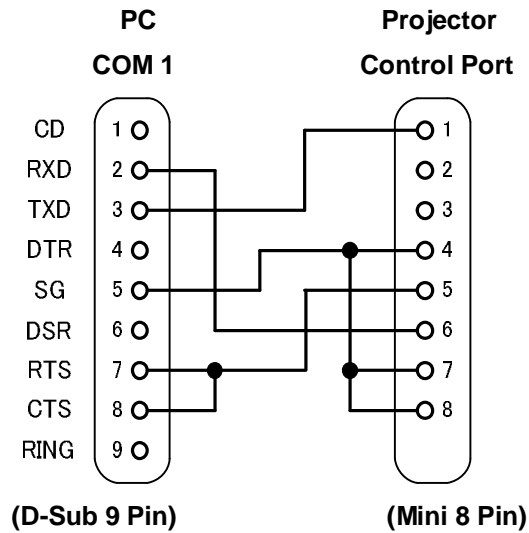 PC Projector
COM 1 Control Port
CD 1 1
RXD 2 2
TXD 3 3
DTR 4 4
SG 5 5
DSR 6 6
RTS 7 7
CTS 8 8
RING 9
(D-Sub 9 Pin) (Mini 8 Pin)